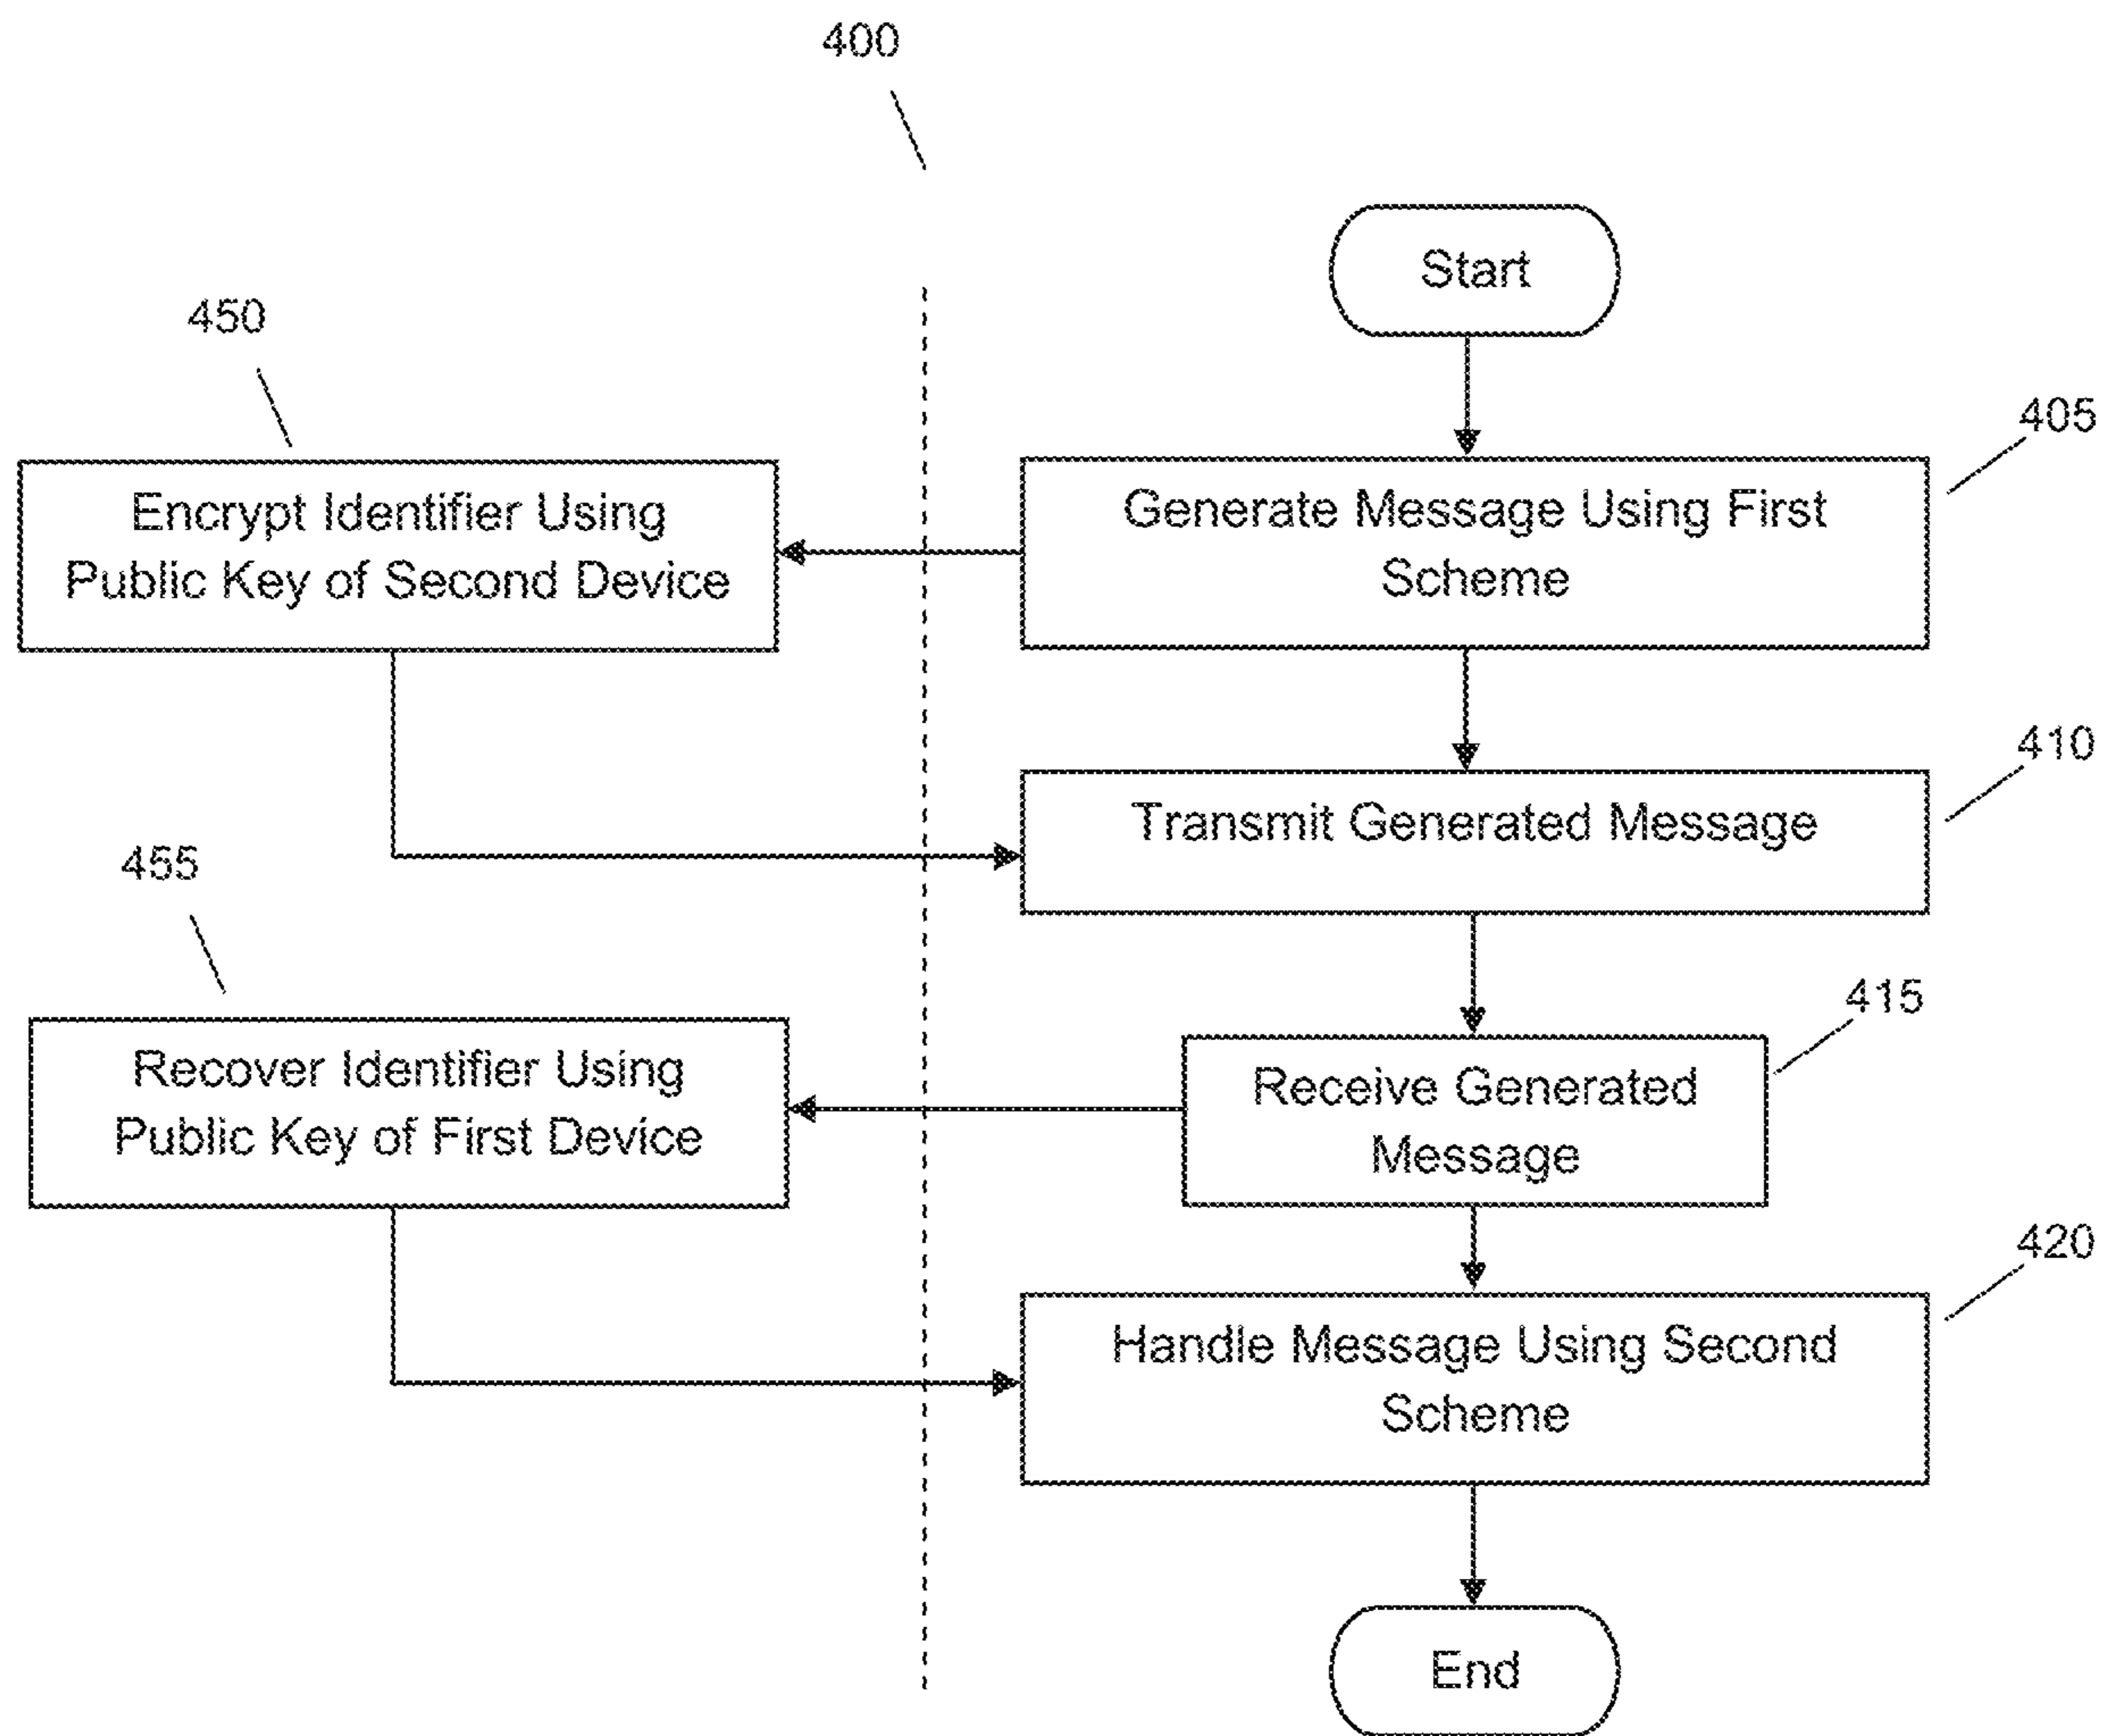 400
Start
450
405
Encrypt Identifier Using
Public Key of Second Device
Generate Message Using First
Scheme
410
Transmit Generated Message
455
415
Recover Identifier Using
Public Key of First Device
Receive Generated
Message
420
Handle Message Using Second
Scheme
End